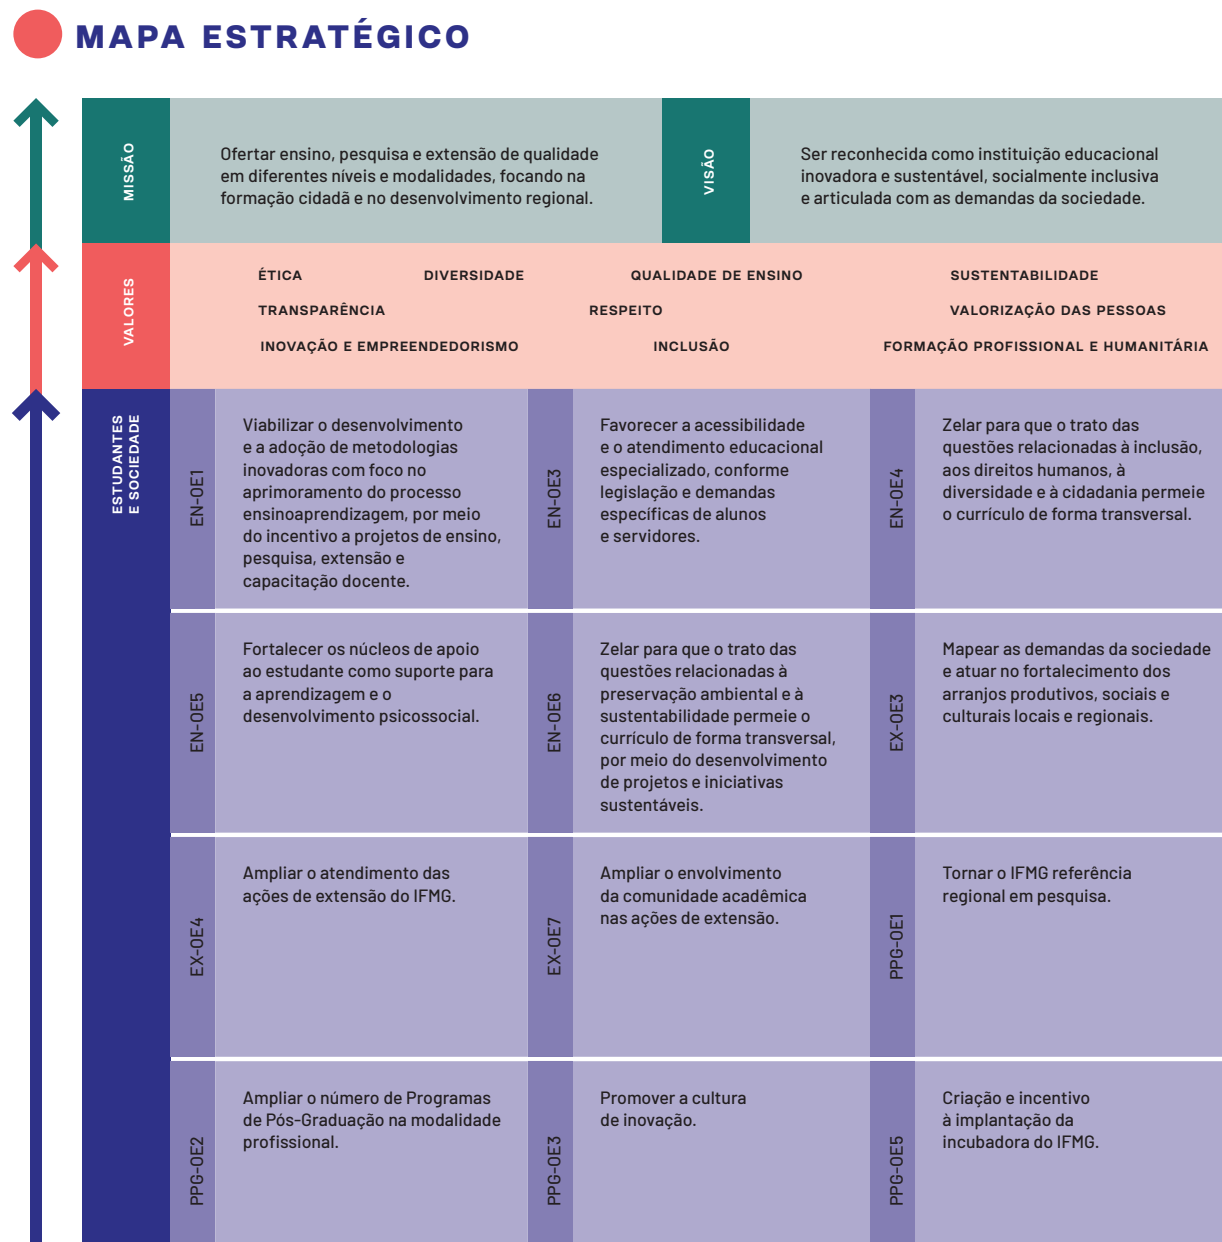 MAPA ESTRATÉGICO
MISSÃO
Ofertar ensino, pesquisa e extensão de qualidade
em diferentes níveis e modalidades, focando na
formação cidadã e no desenvolvimento regional.
VISÃO
Ser reconhecida como instituição educacional
inovadora e sustentável, socialmente inclusiva
e articulada com as demandas da sociedade.
VALORES
ÉTICA DIVERSIDADE QUALIDADE DE ENSINO SUSTENTABILIDADE
TRANSPARÊNCIA RESPEITO VALORIZAÇÃO DAS PESSOAS
INOVAÇÃO E EMPREENDEDORISMO INCLUSÃO FORMAÇÃO PROFISSIONAL E HUMANITÁRIA
ESTUDANTES
E SOCIEDADE
EN-OE1
Viabilizar o desenvolvimento
e a adoção de metodologias
inovadoras com foco no
aprimoramento do processo
ensinoaprendizagem, por meio
do incentivo a projetos de ensino,
pesquisa, extensão e
capacitação docente.
EN-OE3
Favorecer a acessibilidade
e o atendimento educacional
especializado, conforme
legislação e demandas
específicas de alunos
e servidores.
EN-OE4
Zelar para que o trato das
questões relacionadas à inclusão,
aos direitos humanos, à
diversidade e à cidadania permeie
o currículo de forma transversal.
EN-OE5
Fortalecer os núcleos de apoio
ao estudante como suporte para
a aprendizagem e o
desenvolvimento psicossocial.
EN-OE6
Zelar para que o trato das
questões relacionadas à
preservação ambiental e à
sustentabilidade permeie o
currículo de forma transversal,
por meio do desenvolvimento
de projetos e iniciativas
sustentáveis.
EX-OE3
Mapear as demandas da sociedade
e atuar no fortalecimento dos
arranjos produtivos, sociais e
culturais locais e regionais.
EX-OE4
Ampliar o atendimento das
ações de extensão do IFMG.
EX-OE7
Ampliar o envolvimento
da comunidade acadêmica
nas ações de extensão.
PPG-OE1
Tornar o IFMG referência
regional em pesquisa.
PPG-OE2
Ampliar o número de Programas
de Pós-Graduação na modalidade
profissional.
PPG-OE3
Promover a cultura
de inovação.
PPG-OE5
Criação e incentivo
à implantação da
incubadora do IFMG.